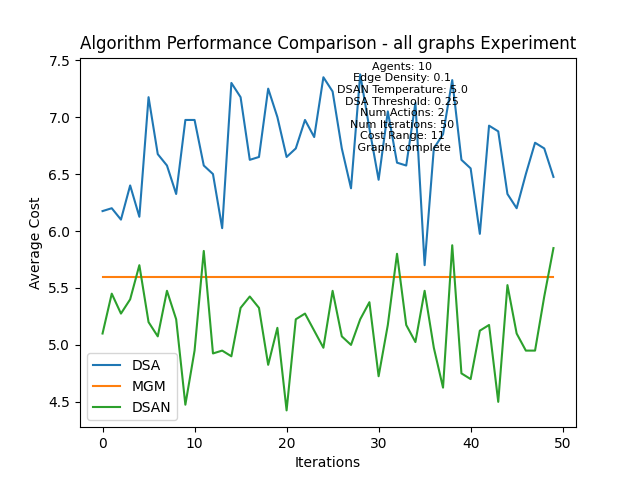 Algorithm Performance Comparison - all graphs Experiment
7.5
7.0
6.5
6.0
5.5
5.0
4.5
Average Cost
Agents: 10
Edge Density: 0.1
DSAN Temperature: 5.0
DSA Threshold: 0.25
Num Actions: 2
Num Iterations: 50
Cost Range: 11
Graph: complete
DSA
MGM
DSAN
0
10
20
30
40
50
Iterations